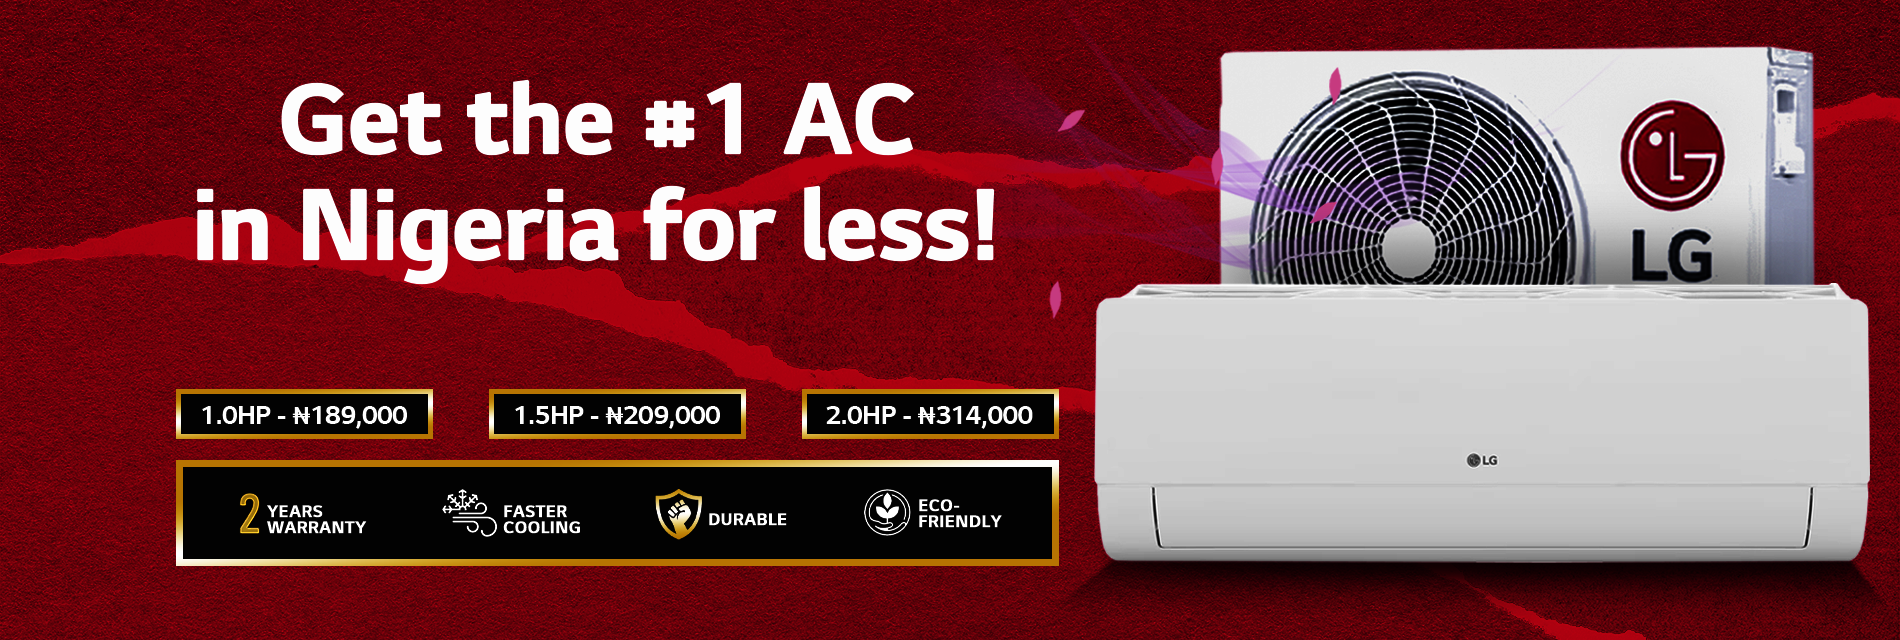 Get the #1 AC
in Nigeria for less!
1.0HP - ₦189,000
1.5HP - ₦209,000
2.0HP - ₦314,000
2 YEARS
WARRANTY
FASTER
COOLING
DURABLE
ECO-
FRIENDLY
LG
LG